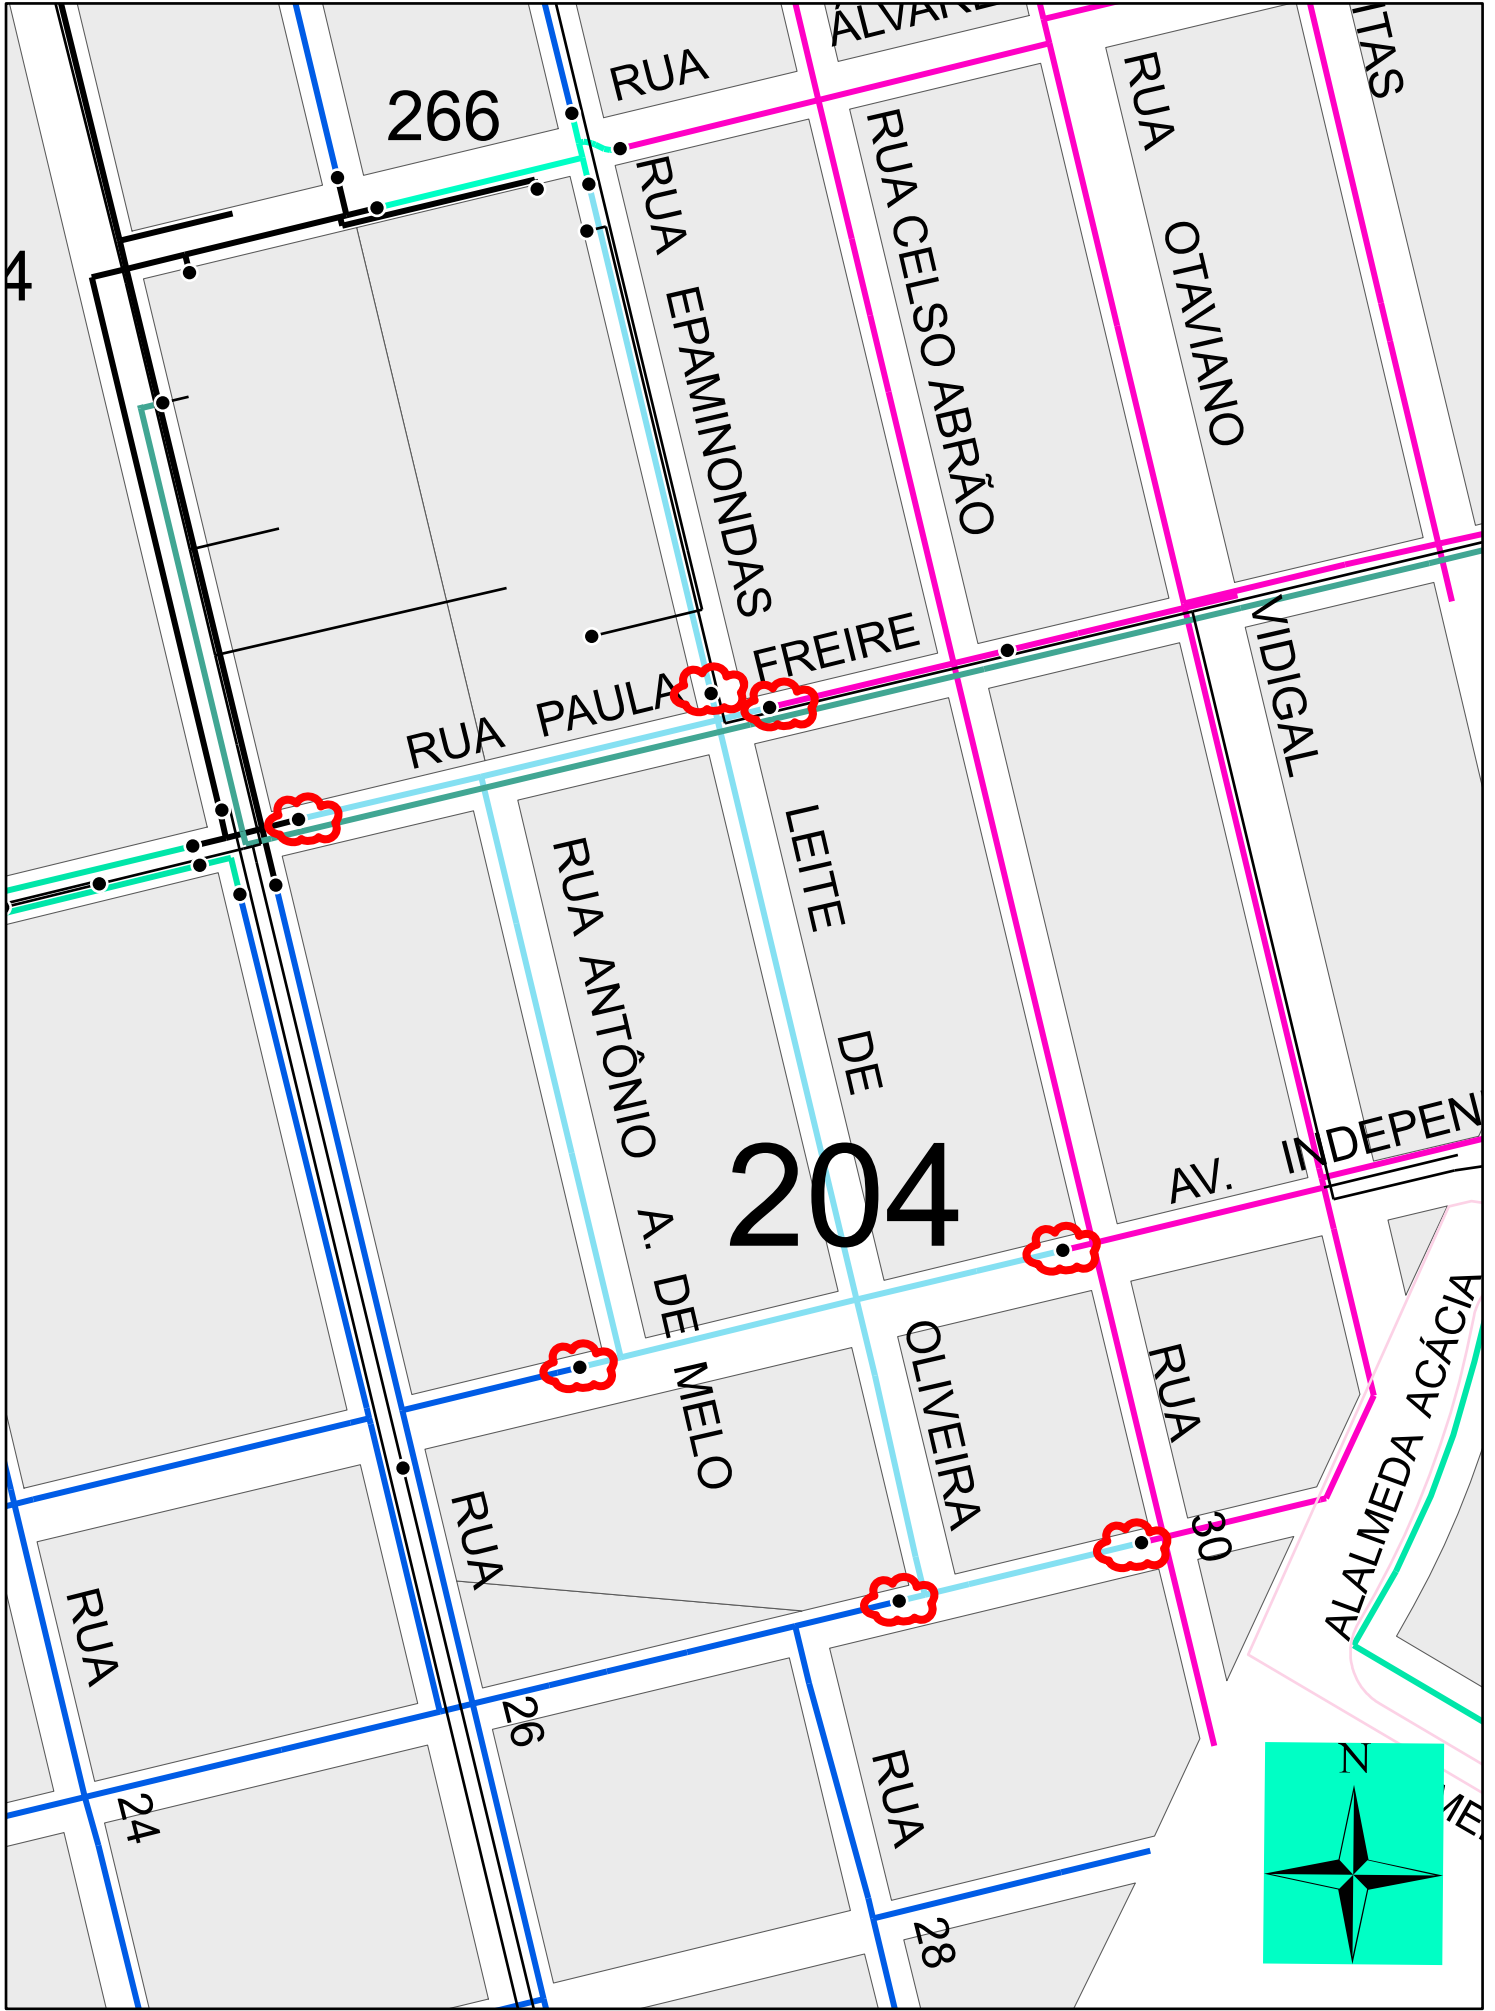 RUA
266
RUA EPAMINONDAS
RUA CELSO ABRÃO
RUA OTAVIANO
4
FREIRE
RUA PAULA
VIDIGAL
LEITE
RUA ANTÔNIO
DE
204
AV.
A. DE MELO
OLIVEIRA
RUA
30
ALALMEDA ACÁCIA
RUA
26
RUA
24
RUA
28
N